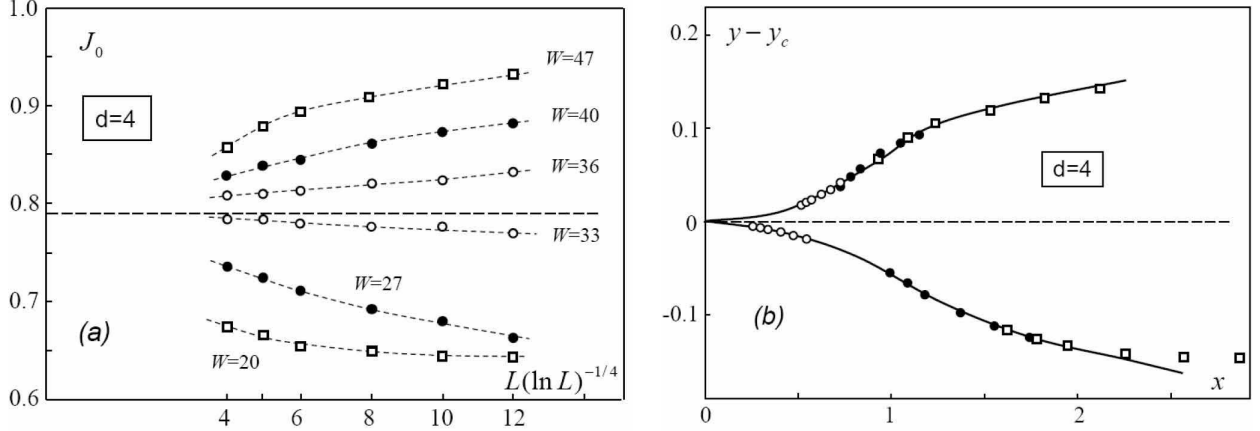 1.0
J₀
W=47
0.9
d=4
W=40
W=36
0.8
W=33
0.7
W=27
(a)
W=20
L(ln L)⁻¹/⁴
0.6
4 5 6 8 10 12
0.2
y − y_c
0.1
d=4
0
-0.1
(b)
x
0 1 2